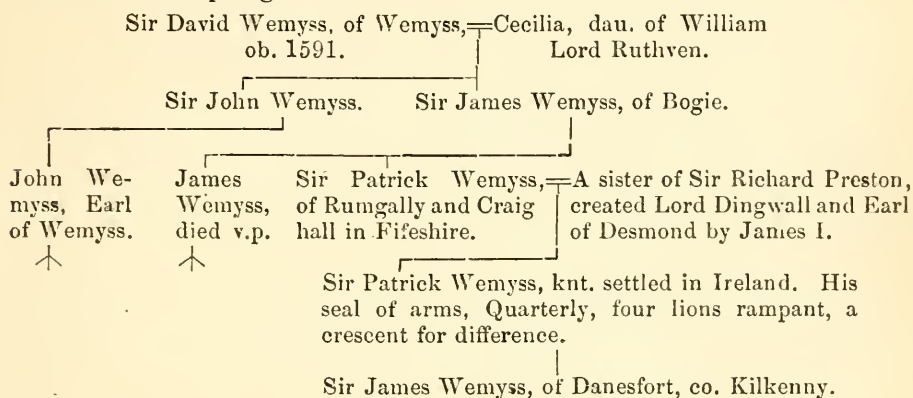 Sir David Wemyss, of Wemyss,=Cecilia, dau. of William
ob. 1591. Lord Ruthven.
Sir John Wemyss. Sir James Wemyss, of Bogie.
John We-
myss, Earl
of Wemyss.
James
Wemyss,
died v.p.
Sir Patrick Wemyss,=A sister of Sir Richard Preston,
of Rumgally and Craig created Lord Dingwall and Earl
hall in Fifeshire. of Desmond by James I.
Sir Patrick Wemyss, knt. settled in Ireland. His
seal of arms, Quarterly, four lions rampant, a
crescent for difference.
Sir James Wemyss, of Danesfort, co. Kilkenny.